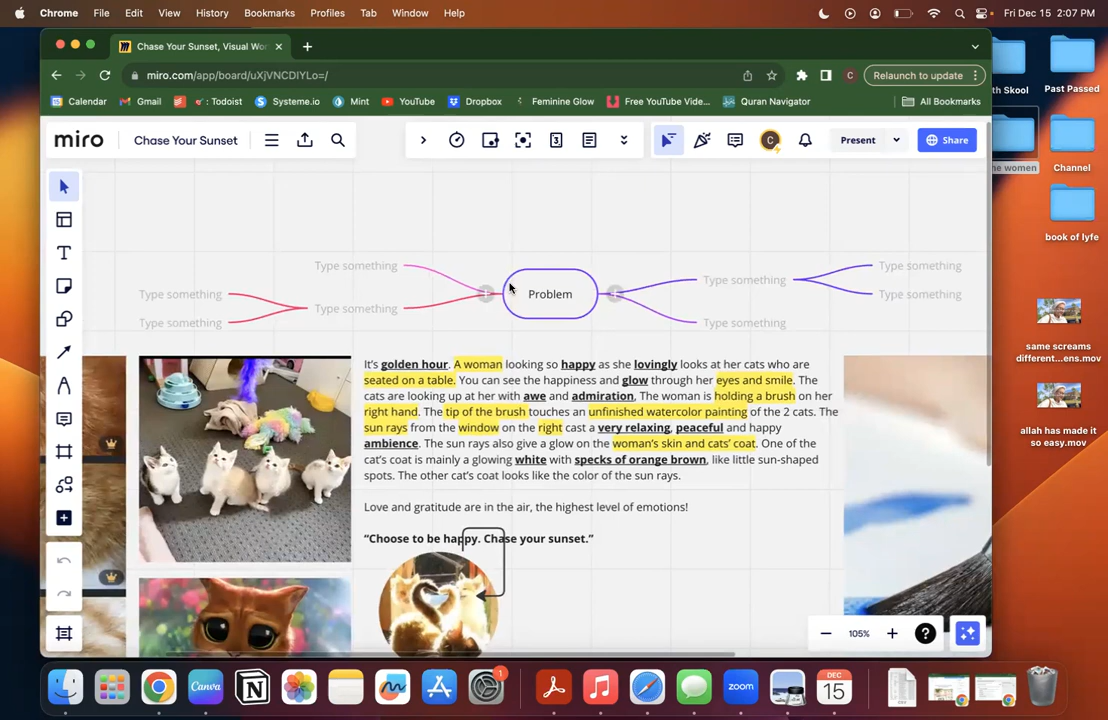 Chrome File Edit View History Bookmarks Profiles Tab Window Help Fri Dec 15 2:07 PM
Chase Your Sunset, Visual Wor
miro.com/app/board/uXjVNCDIYLo=/ C Relaunch to update
Calendar Gmail : Todoist Systeme.io Mint YouTube Dropbox Feminine Glow Free YouTube Vide... Quran Navigator All Bookmarks
th Skool Past Passed
miro Chase Your Sunset 3 C Present Share
ne women Channel
book of lyfe
Type something Type something Type something
Type something Problem Type something
Type something Type something Type something
It's golden hour. A woman looking so happy as she lovingly looks at her cats who are
seated on a table. You can see the happiness and glow through her eyes and smile. The
cats are looking up at her with awe and admiration, The woman is holding a brush on her
right hand. The tip of the brush touches an unfinished watercolor painting of the 2 cats. The
sun rays from the window on the right cast a very relaxing, peaceful and happy
ambience. The sun rays also give a glow on the woman's skin and cats' coat. One of the
cat's coat is mainly a glowing white with specks of orange brown, like little sun-shaped
spots. The other cat's coat looks like the color of the sun rays.
Love and gratitude are in the air, the highest level of emotions!
"Choose to be happy. Chase your sunset."
same screams
different...ens.mov
allah has made it
so easy.mov
105% ?
Canva 1 zoom DEC 15